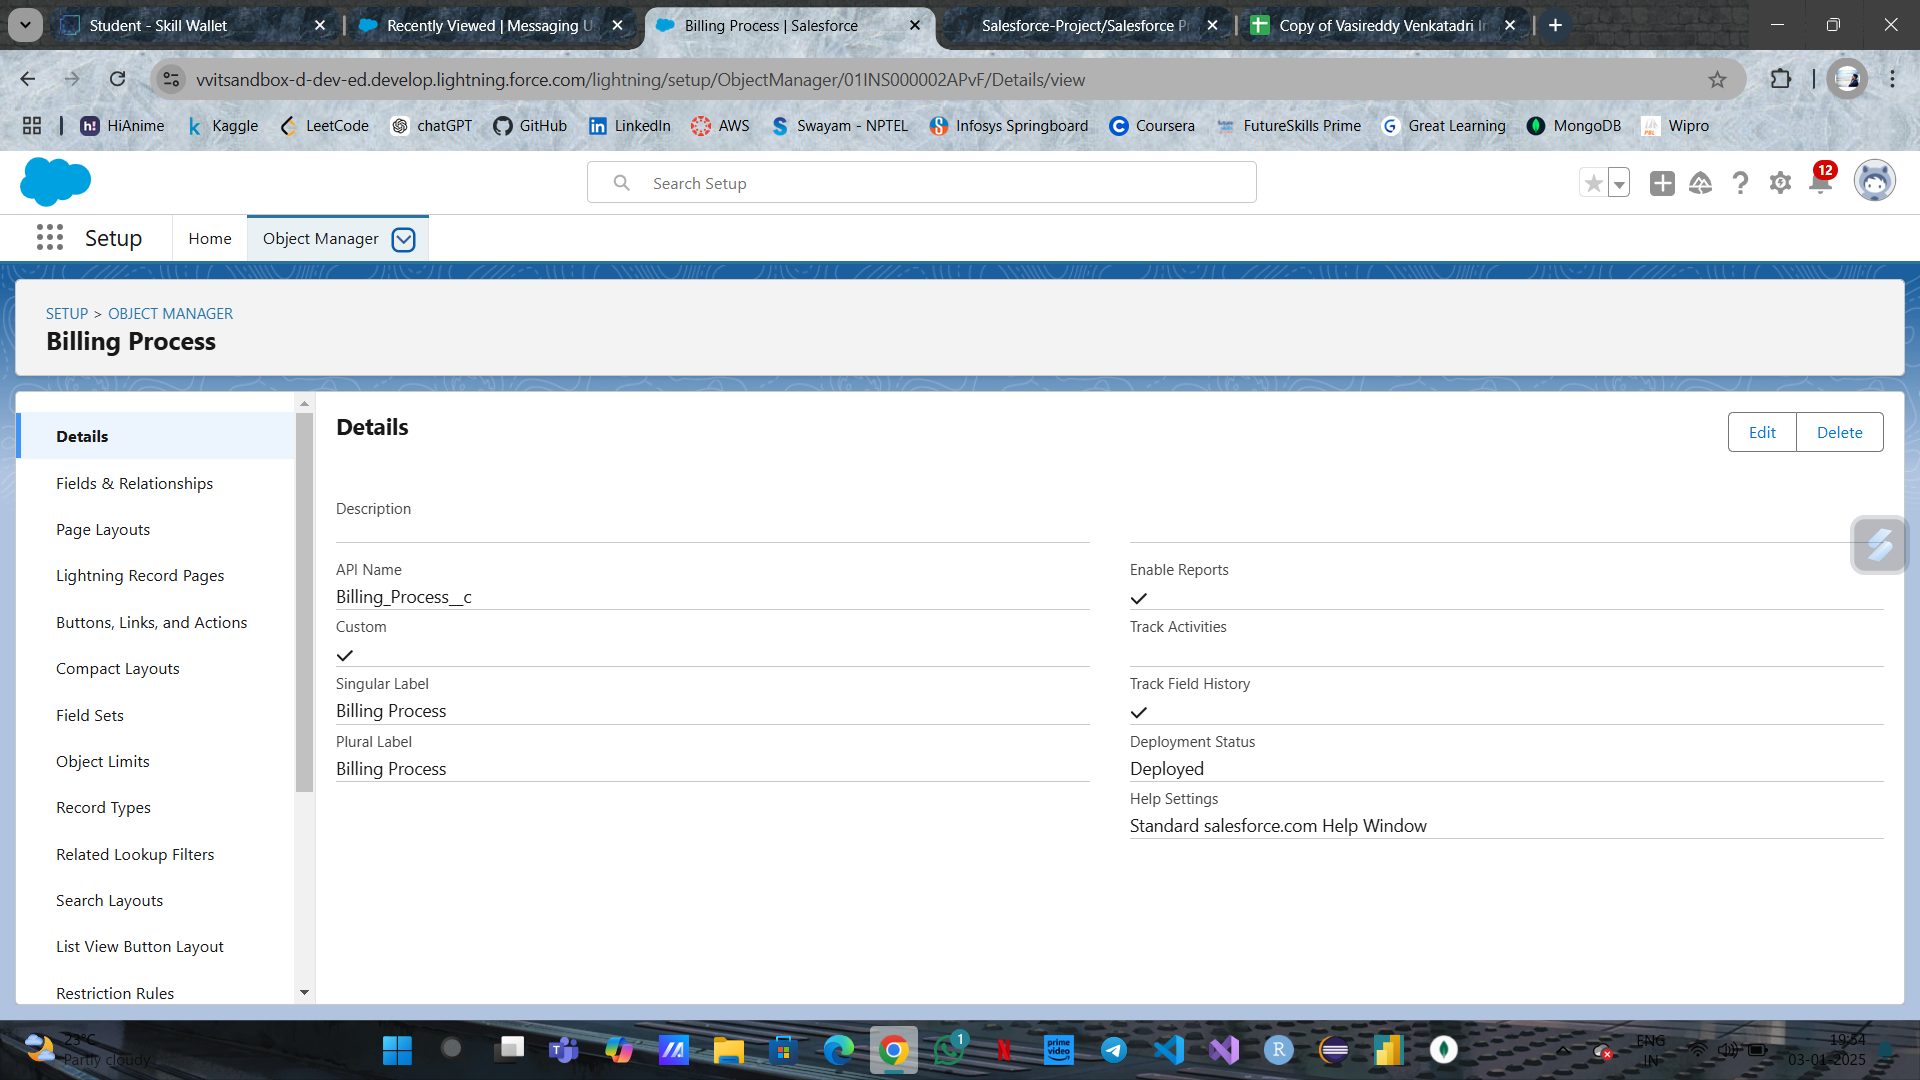 Student - Skill Wallet
Recently Viewed | Messaging U
Billing Process | Salesforce
Salesforce-Project/Salesforce Pr
Copy of Vasireddy Venkatadri In
vvitsandbox-d-dev-ed.develop.lightning.force.com/lightning/setup/ObjectManager/01INS000002APvF/Details/view
HiAnime
Kaggle
LeetCode
chatGPT
GitHub
LinkedIn
AWS
Swayam - NPTEL
Infosys Springboard
Coursera
FutureSkills Prime
Great Learning
MongoDB
Wipro
Search Setup
12
Setup
Home
Object Manager
SETUP > OBJECT MANAGER
Billing Process
Details
Fields & Relationships
Page Layouts
Lightning Record Pages
Buttons, Links, and Actions
Compact Layouts
Field Sets
Object Limits
Record Types
Related Lookup Filters
Search Layouts
List View Button Layout
Restriction Rules
Details
Edit
Delete
Description
API Name
Billing_Process__c
Custom
Singular Label
Billing Process
Plural Label
Billing Process
Enable Reports
Track Activities
Track Field History
Deployment Status
Deployed
Help Settings
Standard salesforce.com Help Window
23°C
Partly cloudy
1
prime video
ENG
IN
19:54
03-01-2025